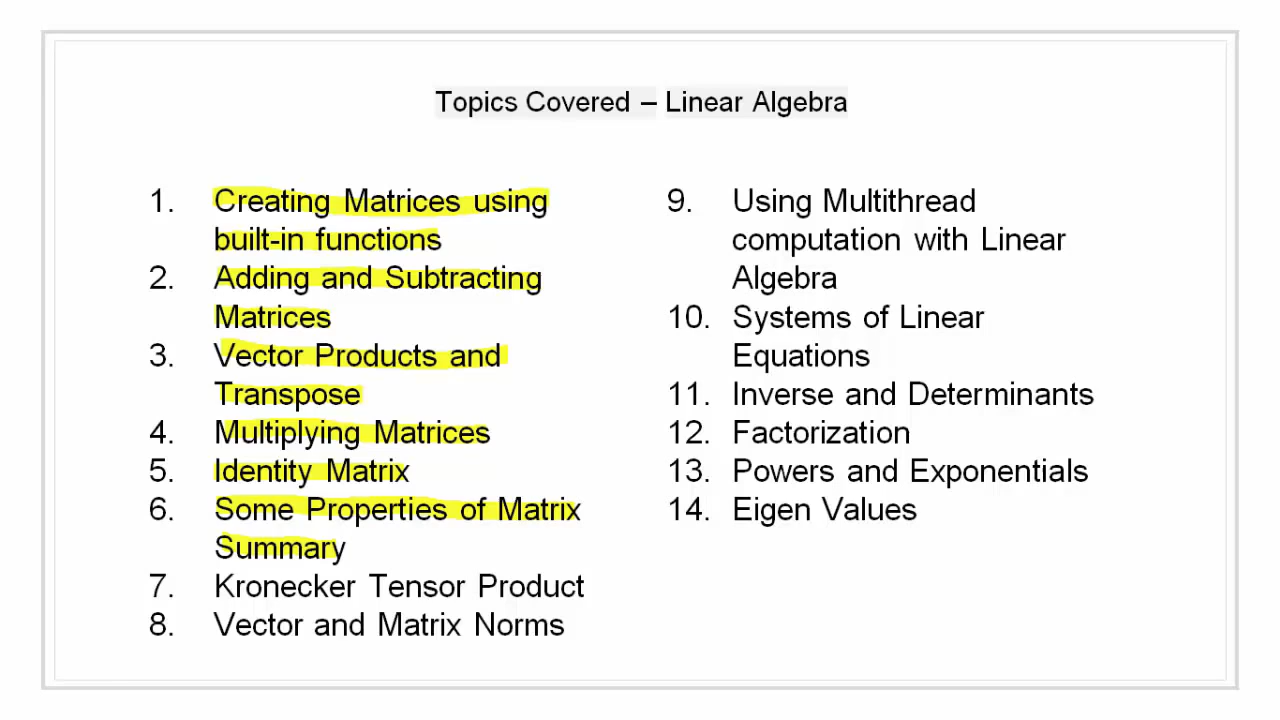 Topics Covered – Linear Algebra
1. Creating Matrices using
built-in functions
2. Adding and Subtracting
Matrices
3. Vector Products and
Transpose
4. Multiplying Matrices
5. Identity Matrix
6. Some Properties of Matrix
Summary
7. Kronecker Tensor Product
8. Vector and Matrix Norms
9. Using Multithread
computation with Linear
Algebra
10. Systems of Linear
Equations
11. Inverse and Determinants
12. Factorization
13. Powers and Exponentials
14. Eigen Values